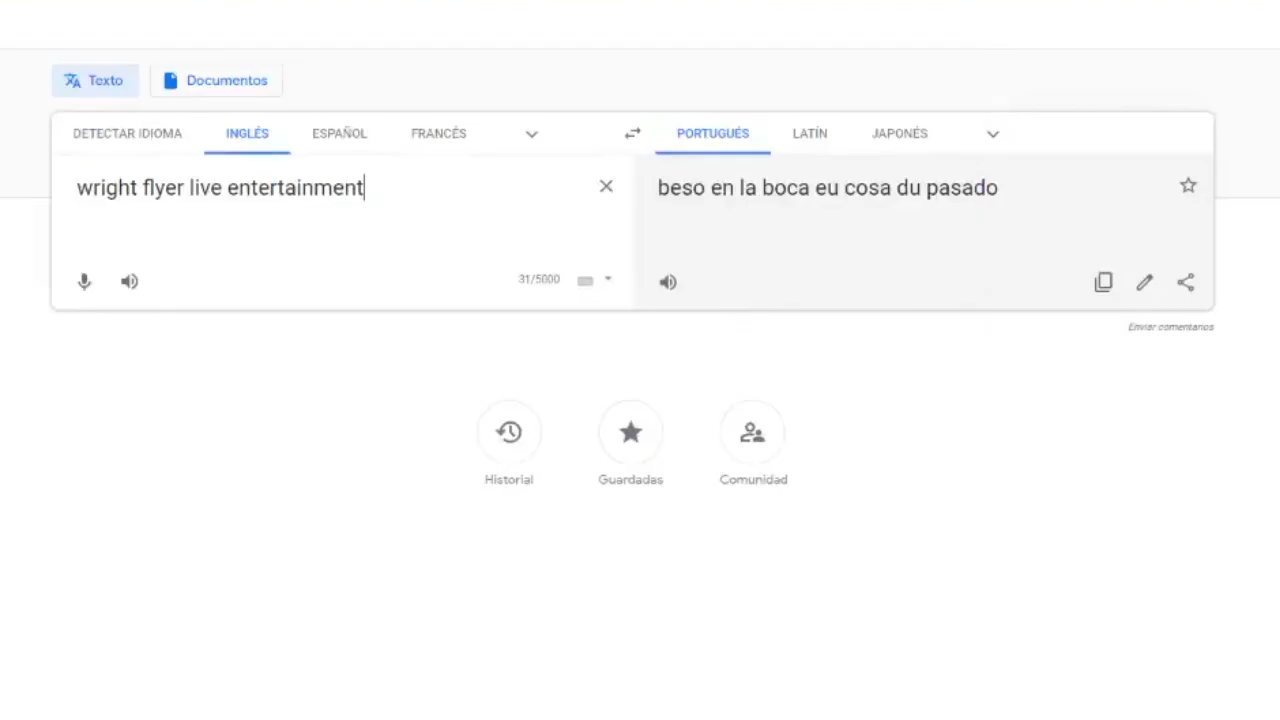 Texto Documentos
DETECTAR IDIOMA INGLÉS ESPAÑOL FRANCÉS PORTUGUÉS LATÍN JAPONÉS
wright flyer live entertainment
beso en la boca eu cosa du pasado
31/5000
Enviar comentarios
Historial Guardadas Comunidad